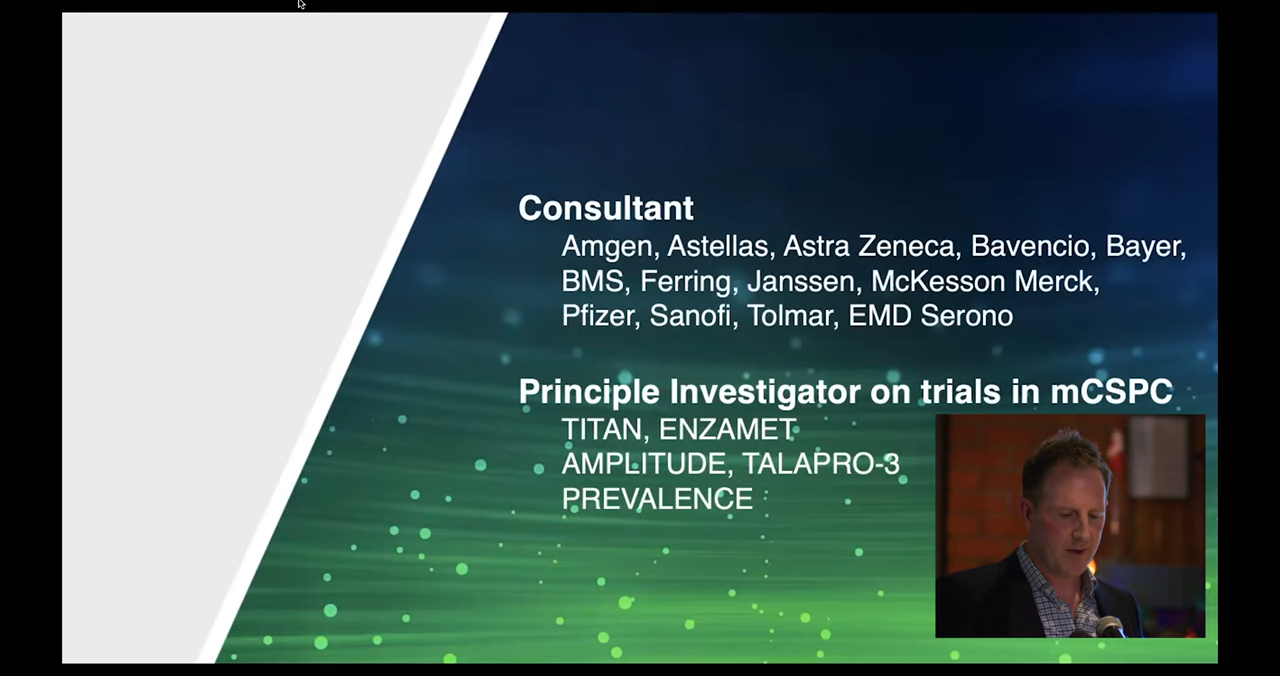 Consultant
Amgen, Astellas, Astra Zeneca, Bavencio, Bayer,
BMS, Ferring, Janssen, McKesson Merck,
Pfizer, Sanofi, Tolmar, EMD Serono
Principle Investigator on trials in mCSPC
TITAN, ENZAMET
AMPLITUDE, TALAPRO-3
PREVALENCE